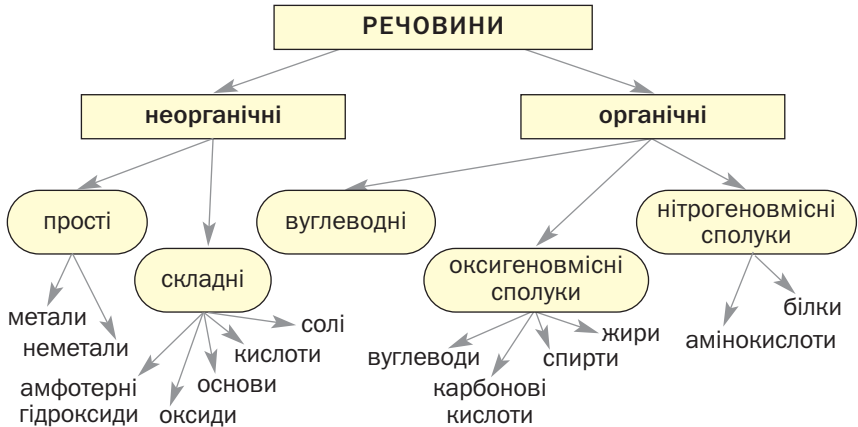 РЕЧОВИНИ
неорганічні
органічні
прості
складні
вуглеводні
оксигеновмісні
сполуки
нітрогеновмісні
сполуки
метали
неметали
амфотерні
гідроксиди
оксиди
основи
кислоти
солі
вуглеводи
карбонові
кислоти
спирти
жири
амінокислоти
білки